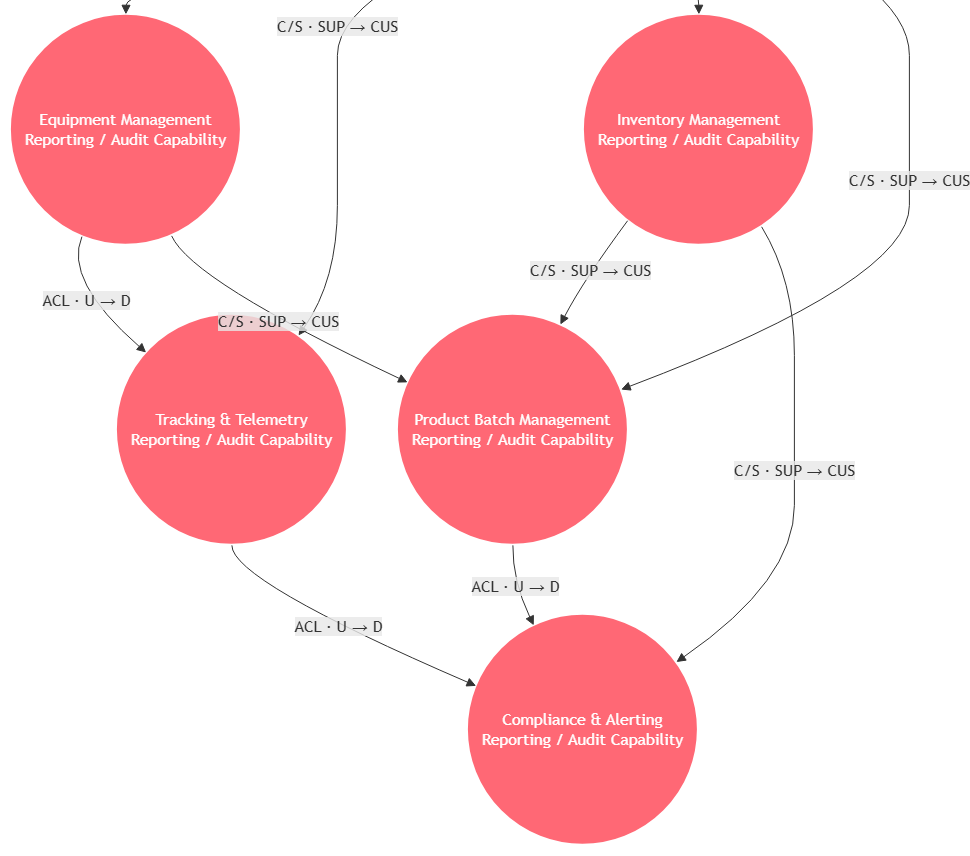 C/S · SUP → CUS
Equipment Management
Reporting / Audit Capability
Inventory Management
Reporting / Audit Capability
C/S · SUP → CUS
C/S · SUP → CUS
ACL · U → D
C/S · SUP → CUS
Tracking & Telemetry
Reporting / Audit Capability
Product Batch Management
Reporting / Audit Capability
C/S · SUP → CUS
ACL · U → D
ACL · U → D
Compliance & Alerting
Reporting / Audit Capability